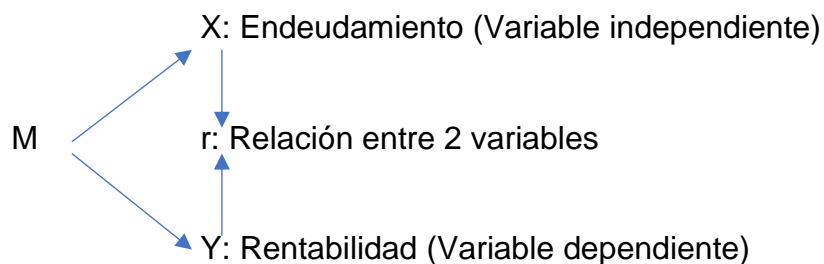 X: Endeudamiento (Variable independiente)
M
r: Relación entre 2 variables
Y: Rentabilidad (Variable dependiente)